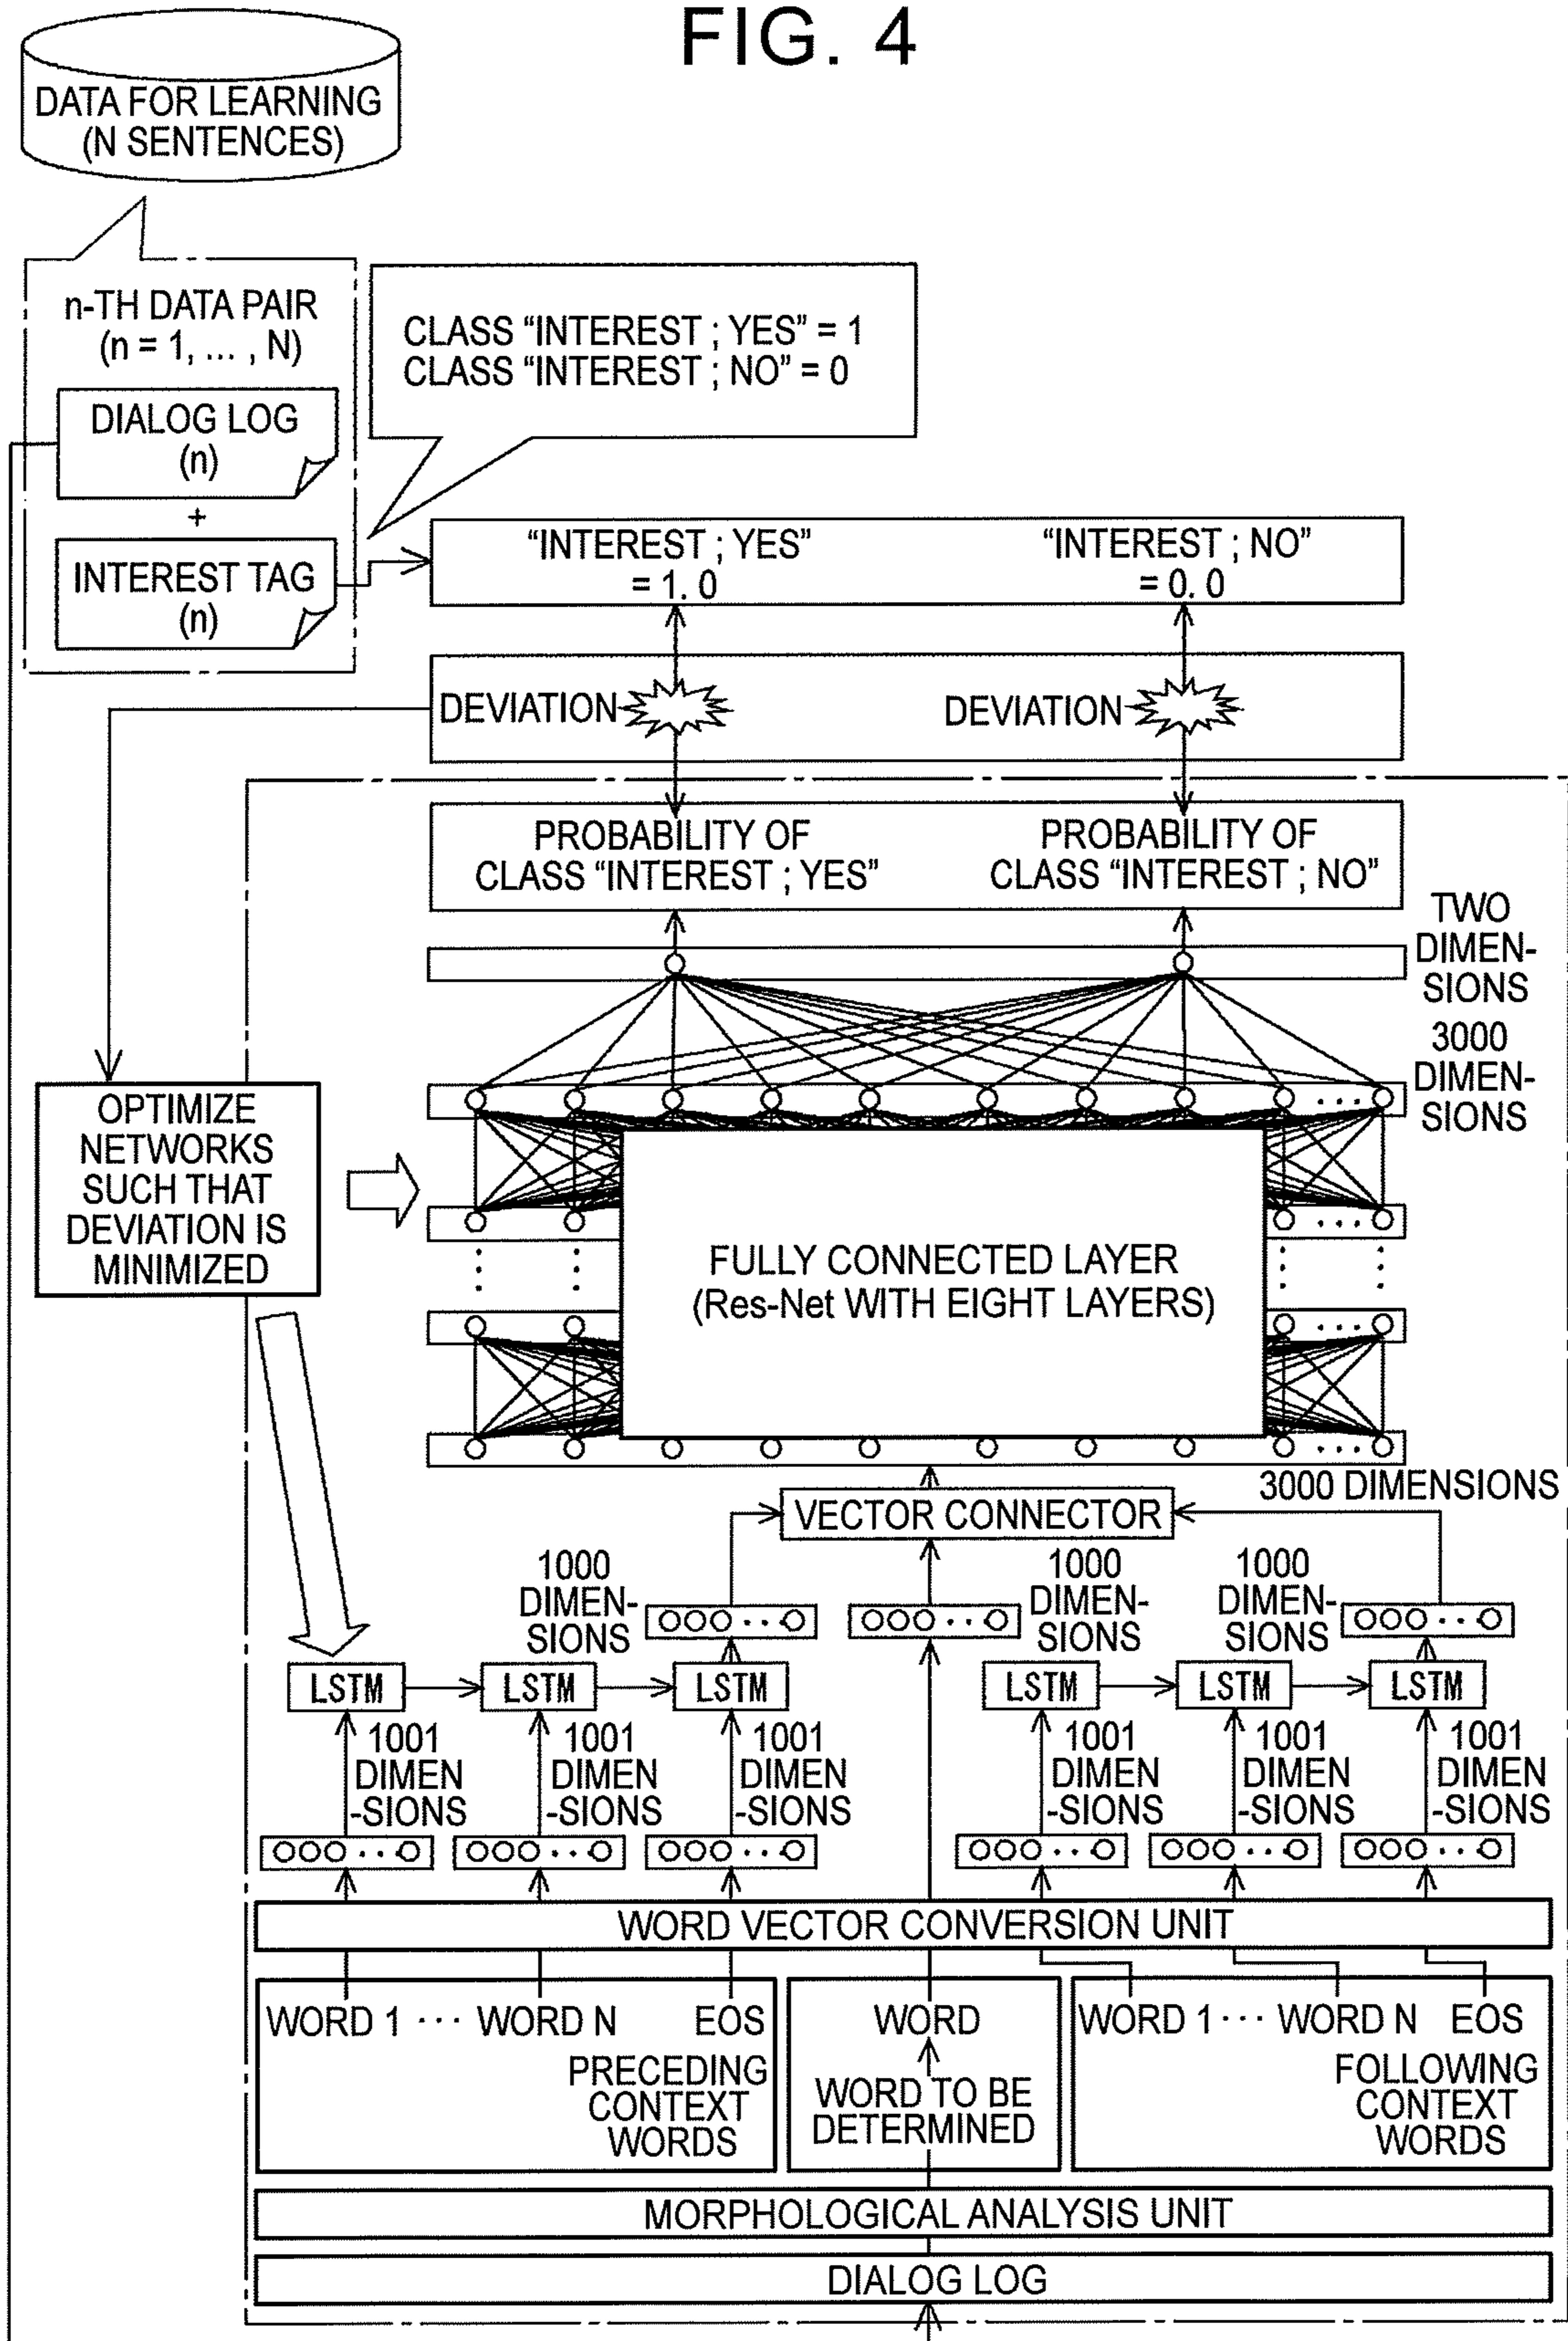 FIG. 4
DATA FOR LEARNING
(N SENTENCES)
n-TH DATA PAIR
(n = 1, ... , N)
DIALOG LOG
(n)
+
INTEREST TAG
(n)
CLASS “INTEREST ; YES” = 1
CLASS “INTEREST ; NO” = 0
“INTEREST ; YES”
= 1. 0
“INTEREST ; NO”
= 0. 0
DEVIATION
DEVIATION
PROBABILITY OF
CLASS “INTEREST ; YES”
PROBABILITY OF
CLASS “INTEREST ; NO”
TWO
DIMEN-
SIONS
3000
DIMEN-
SIONS
OPTIMIZE
NETWORKS
SUCH THAT
DEVIATION IS
MINIMIZED
FULLY CONNECTED LAYER
(Res-Net WITH EIGHT LAYERS)
3000 DIMENSIONS
VECTOR CONNECTOR
1000
DIMEN-
SIONS
1000
DIMEN-
SIONS
1000
DIMEN-
SIONS
LSTM
LSTM
LSTM
LSTM
LSTM
LSTM
1001
DIMEN
-SIONS
1001
DIMEN
-SIONS
1001
DIMEN
-SIONS
1001
DIMEN
-SIONS
1001
DIMEN
-SIONS
1001
DIMEN
-SIONS
WORD VECTOR CONVERSION UNIT
WORD 1 ··· WORD N EOS
PRECEDING
CONTEXT
WORDS
WORD
WORD TO BE
DETERMINED
WORD 1 ··· WORD N EOS
FOLLOWING
CONTEXT
WORDS
MORPHOLOGICAL ANALYSIS UNIT
DIALOG LOG